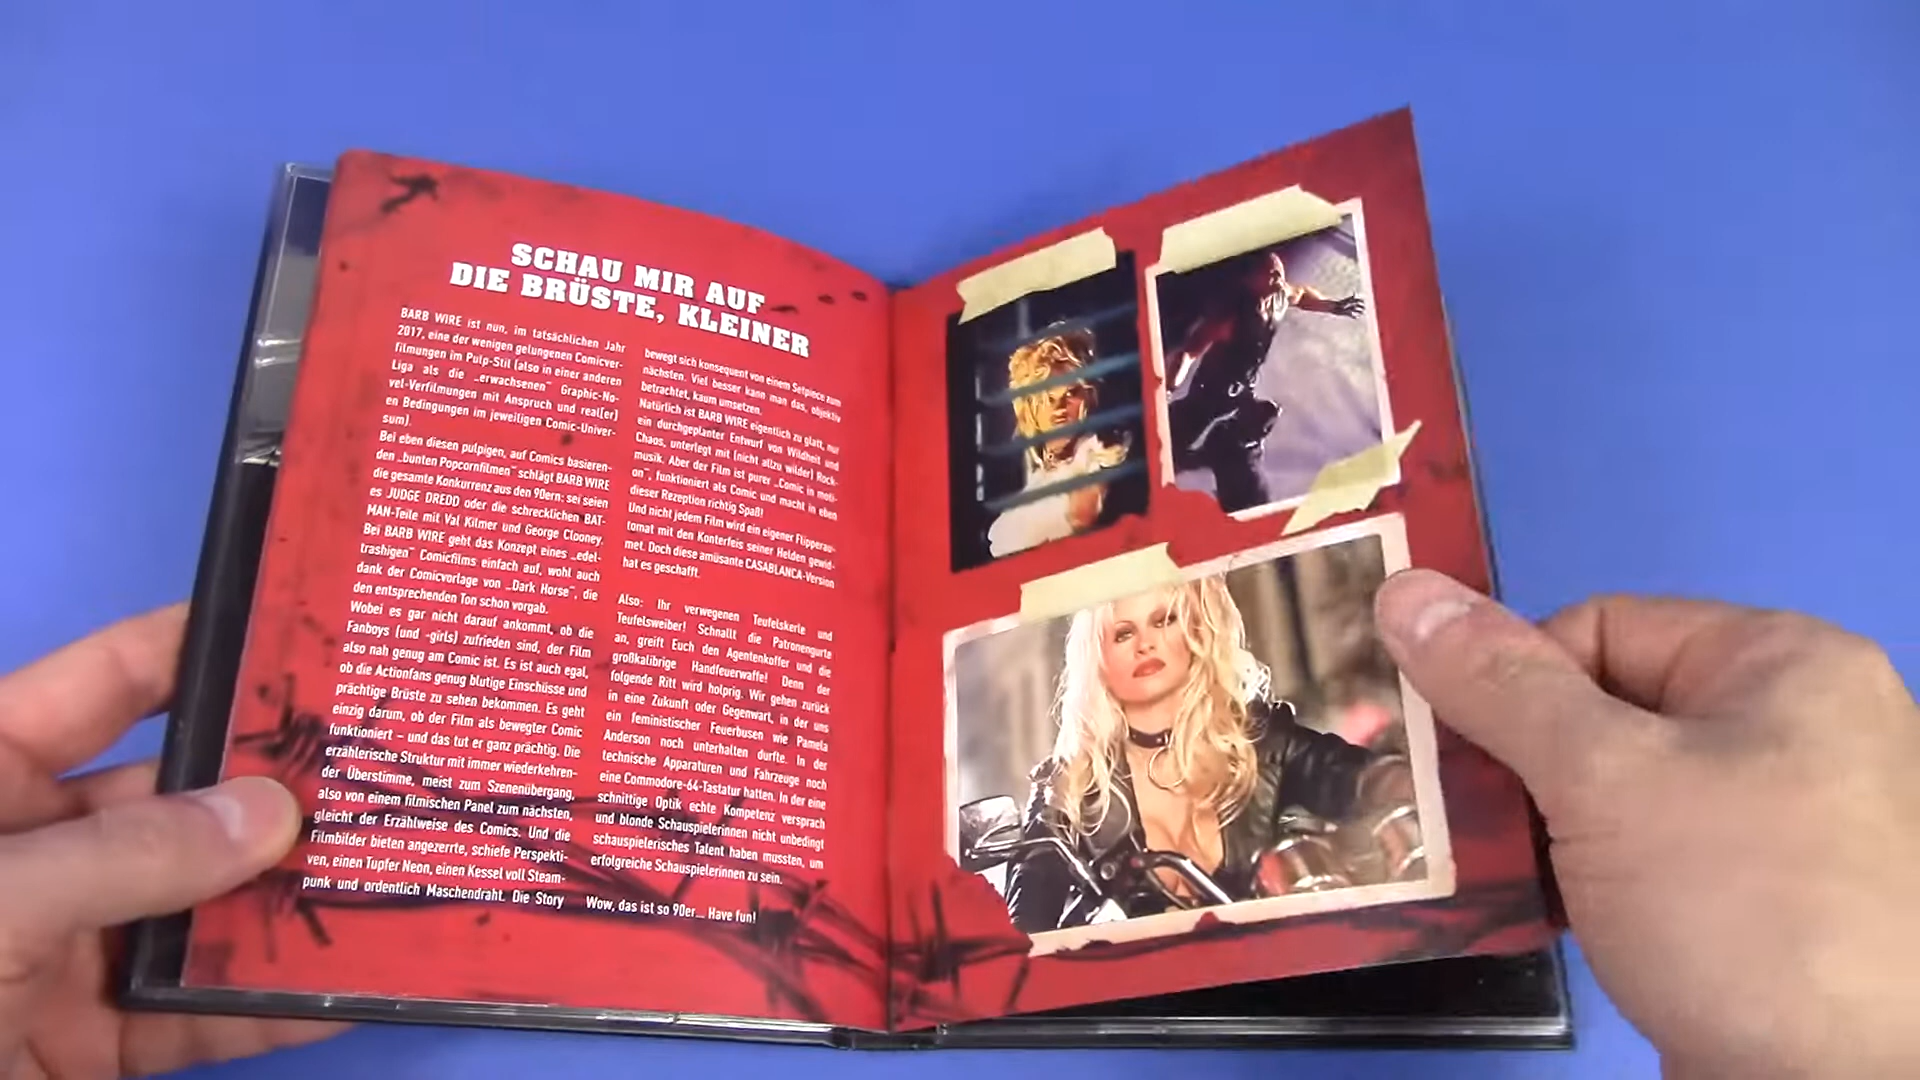 SCHAU MIR AUF
DIE BRÜSTE, KLEINER
BARB WIRE ist nun, im tatsächlichen Jahr
2017, eine der wenigen gelungenen Comicver-
filmungen im Pulp-Stil (also in einer anderen
Liga als die „erwachsenen“ Graphic-No-
vel-Verfilmungen mit Anspruch und real(er)
en Bedingungen im jeweiligen Comic-Univer-
sum).
Bei eben diesen pulpigen, auf Comics basieren-
den „bunten Popcornfilmen“ schlägt BARB WIRE
die gesamte Konkurrenz aus den 90ern: sei seien
es JUDGE DREDD oder die schrecklichen BAT-
MAN-Teile mit Val Kilmer und George Clooney.
Bei BARB WIRE geht das Konzept eines „edel-
trashigen“ Comicfilms einfach auf, wohl auch
dank der Comicvorlage von „Dark Horse“, die
den entsprechenden Ton schon vorgab.
Wobei es gar nicht darauf ankommt, ob die
Fanboys (und -girls) zufrieden sind, der Film
also nah genug am Comic ist. Es ist auch egal,
ob die Actionfans genug blutige Einschüsse und
prächtige Brüste zu sehen bekommen. Es geht
einzig darum, ob der Film als bewegter Comic
funktioniert – und das tut er ganz prächtig. Die
erzählerische Struktur mit immer wiederkehren-
der Überstimme, meist zum Szenenübergang,
also von einem filmischen Panel zum nächsten,
gleicht der Erzählweise des Comics. Und die
Filmbilder bieten angezerrte, schiefe Perspekti-
ven, einen Tupfer Neon, einen Kessel voll Steam-
punk und ordentlich Maschendraht. Die Story
bewegt sich konsequent von einem Setpiece zum
nächsten. Viel besser kann man das, objektiv
betrachtet, kaum umsetzen.
Natürlich ist BARB WIRE eigentlich zu glatt, nur
ein durchgeplanter Entwurf von Wildheit und
Chaos, unterlegt mit (nicht allzu wilder) Rock-
musik. Aber der Film ist purer „Comic in moti-
on“, funktioniert als Comic und macht in eben
dieser Rezeption richtig Spaß!
Und nicht jedem Film wird ein eigener Flipperau-
tomat mit den Konterfeis seiner Helden gewid-
met. Doch diese amüsante CASABLANCA-Version
hat es geschafft.
Also: Ihr verwegenen Teufelskerle und
Teufelsweiber! Schnallt die Patronengurte
an, greift Euch den Agentenkoffer und die
großkalibrige Handfeuerwaffe! Denn der
folgende Ritt wird holprig. Wir gehen zurück
in eine Zukunft oder Gegenwart, in der uns
ein feministischer Feuerbusen wie Pamela
Anderson noch unterhalten durfte. In der
technische Apparaturen und Fahrzeuge noch
eine Commodore-64-Tastatur hatten. In der eine
schnittige Optik echte Kompetenz versprach
und blonde Schauspielerinnen nicht unbedingt
schauspielerisches Talent haben mussten, um
erfolgreiche Schauspielerinnen zu sein.
Wow, das ist so 90er... Have fun!